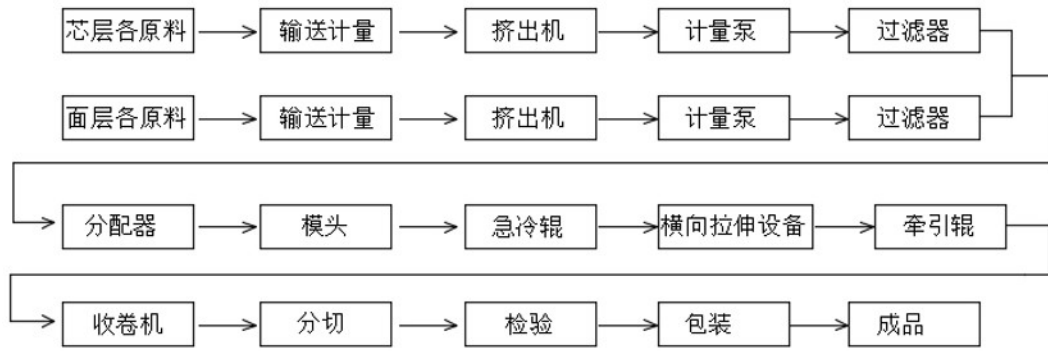 芯层各原料 输送计量 挤出机 计量泵 过滤器
面层各原料 输送计量 挤出机 计量泵 过滤器
分配器 模头 急冷辊 横向拉伸设备 牵引辊
收卷机 分切 检验 包装 成品